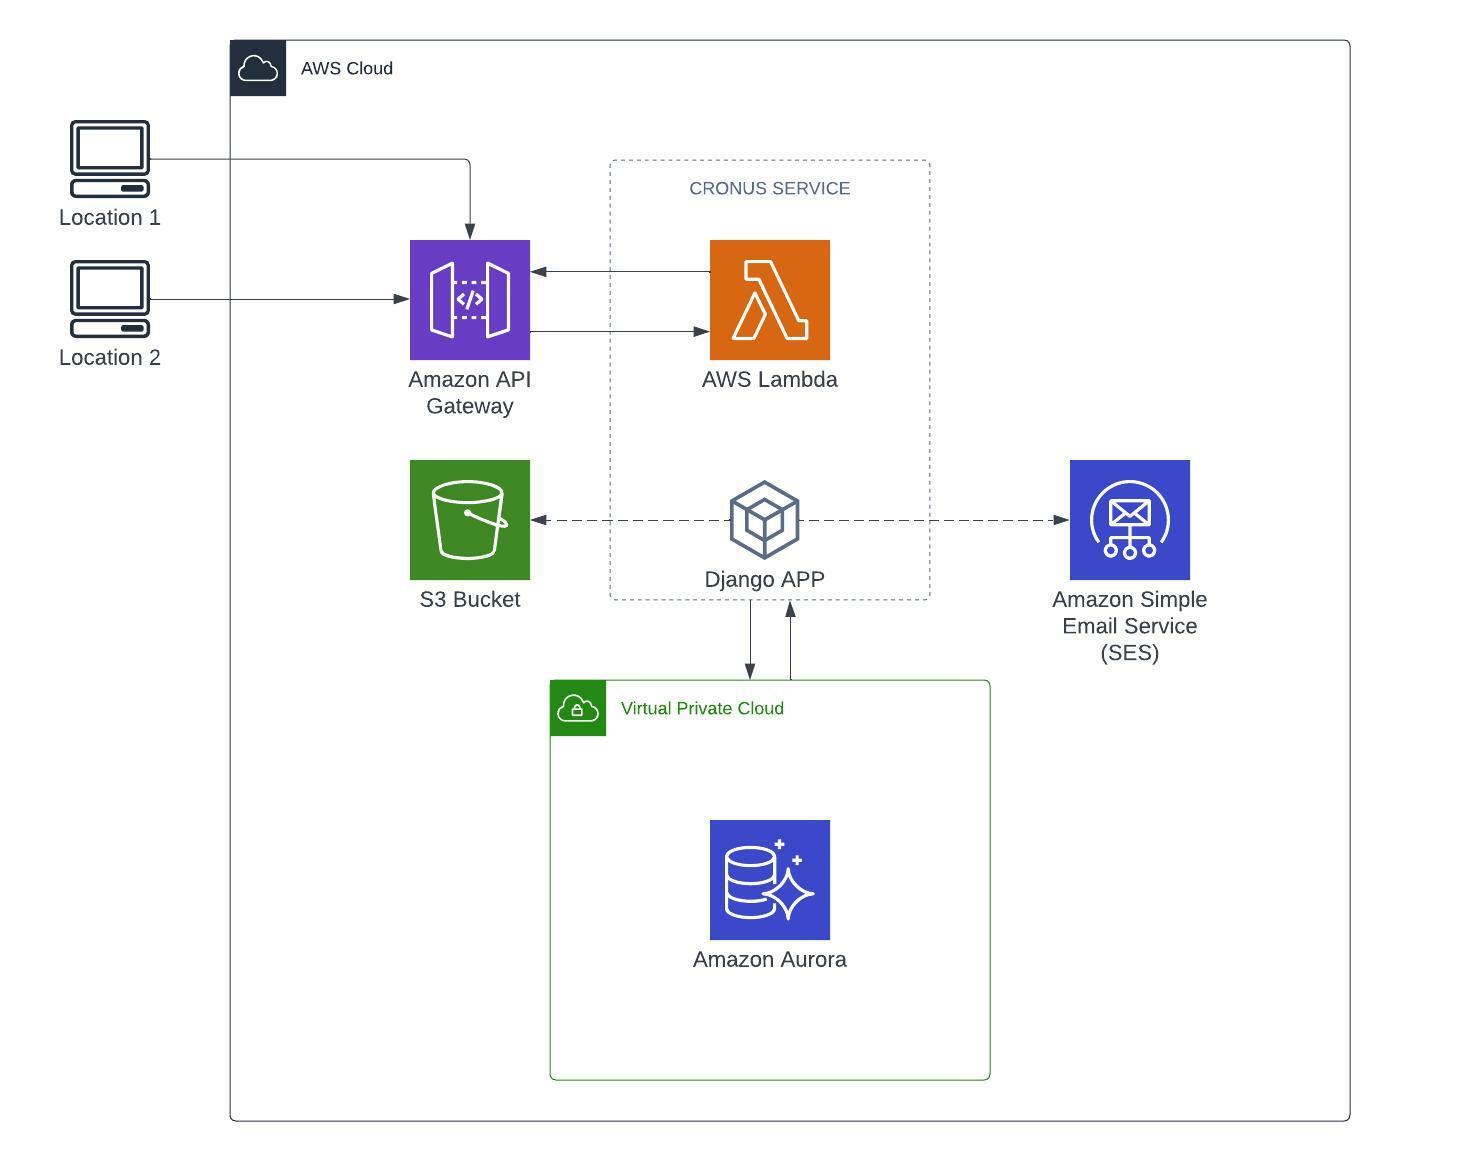 AWS Cloud
Location 1
CRONUS SERVICE
Location 2
Amazon API
Gateway
AWS Lambda
S3 Bucket
Django APP
Amazon Simple
Email Service
(SES)
Virtual Private Cloud
Amazon Aurora